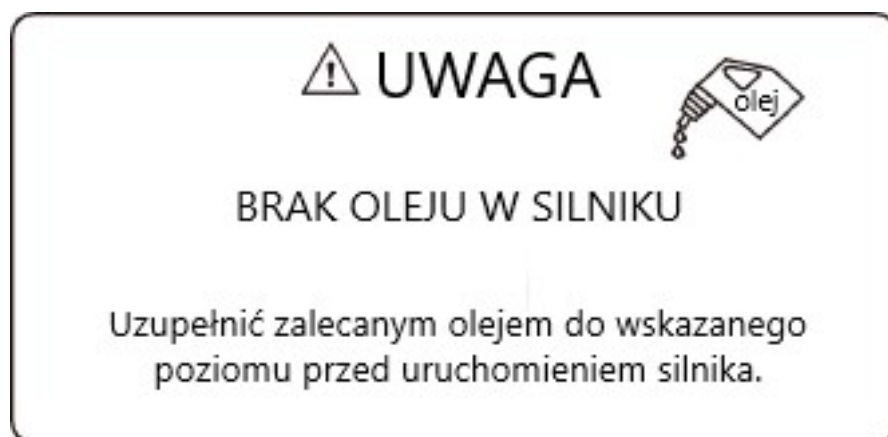 UWAGA
olej
BRAK OLEJU W SILNIKU
Uzupełnić zalecanym olejem do wskazanego
poziomu przed uruchomieniem silnika.